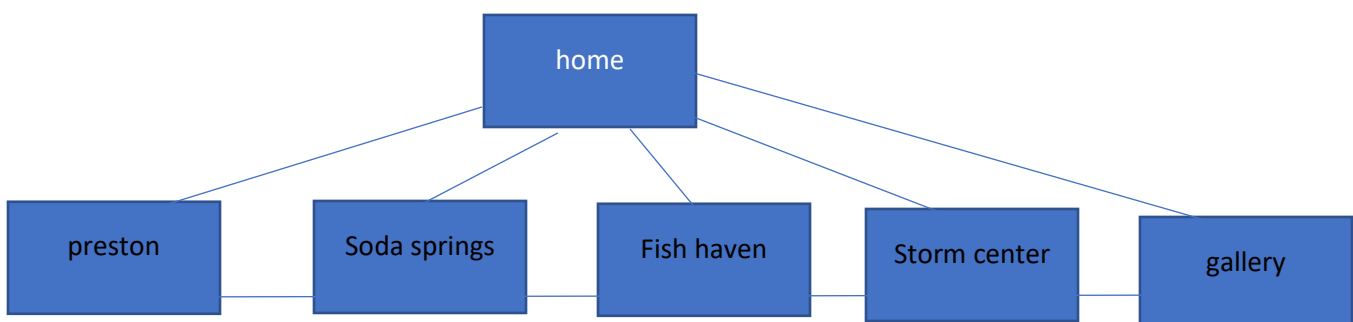 home
preston
Soda springs
Fish haven
Storm center
gallery